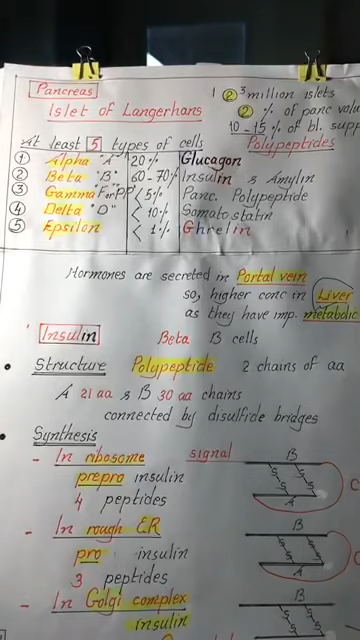 Pancreas
Islet of Langerhans
1 2 3 million islets
2 % of panc volu
10-15 % of bl. supp
At least 5 types of cells
Polypeptides
1 Alpha "A" 20% Glucagon
2 Beta "B" 60-70% Insulin & Amylin
3 Gamma "F or PP" < 5% Panc. Polypeptide
4 Delta "D" < 10% Somatostatin
5 Epsilon < 1% Ghrelin
Hormones are secreted in Portal vein
so, higher conc in Liver
as they have imp. metabolic
Insulin Beta B cells
• Structure Polypeptide 2 chains of aa
A 21 aa & B 30 aa chains
connected by disulfide bridges
• Synthesis
- In ribosome signal B
prepro insulin
4 peptides A
- In rough ER B
pro insulin
3 peptides A
- In Golgi complex B
insulin